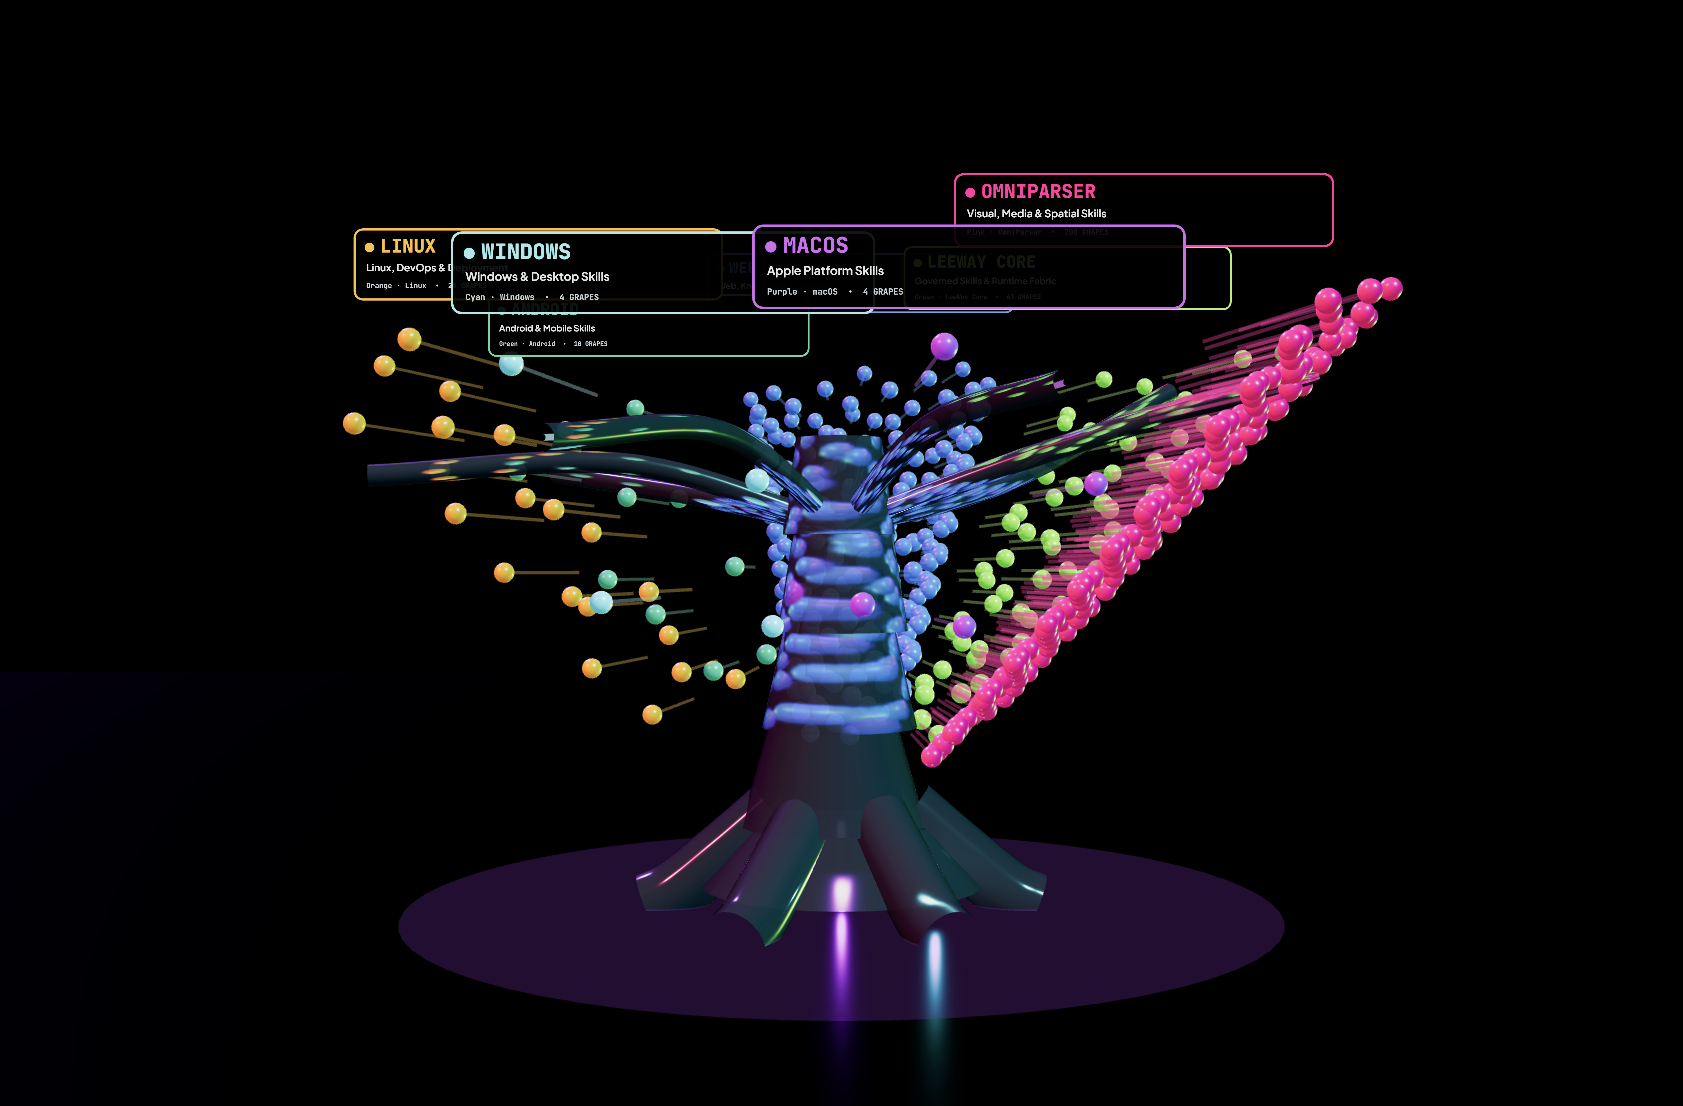 OMNIPARSER
Visual, Media & Spatial Skills
LINUX
Linux, DevOps &
Orange · Linux •
WINDOWS
Windows & Desktop Skills
Cyan · Windows • 4 GRAPES
MACOS
Apple Platform Skills
Purple · macOS • 4 GRAPES
LEEWAY CORE
Governed Skills & Runtime Fabric
ANDROID
Android & Mobile Skills
Green · Android • 10 GRAPES